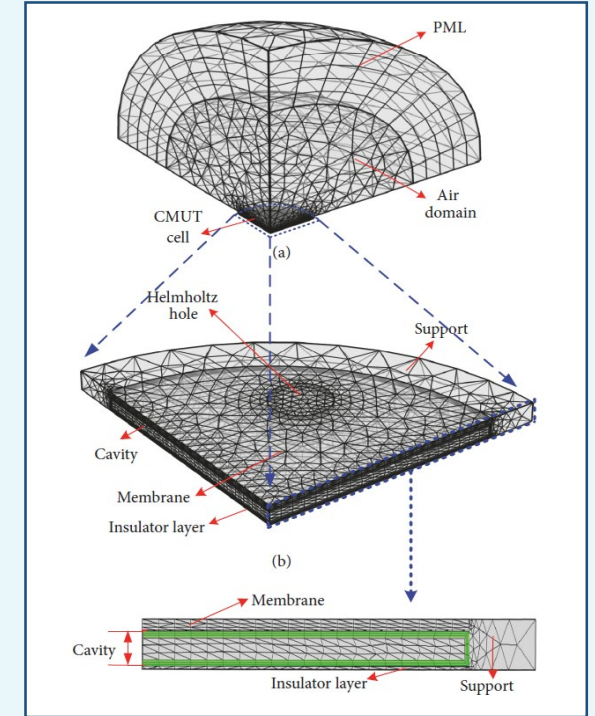 PML
Air
domain
CMUT
cell
(a)
Helmholtz
hole
Support
Cavity
Membrane
Insulator layer
(b)
Membrane
Cavity
Insulator layer
Support